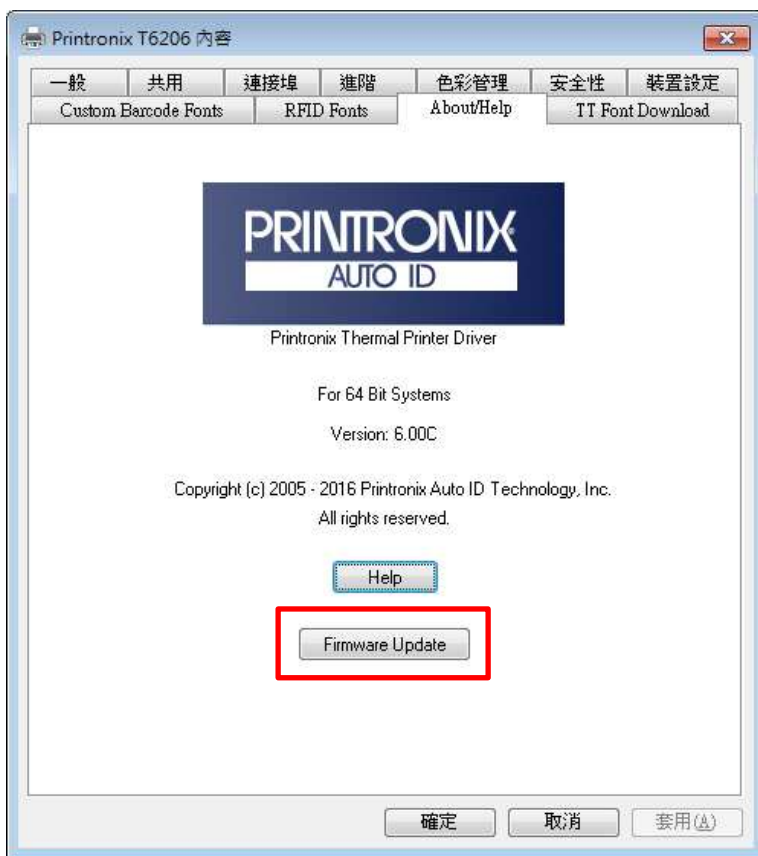 Printronix T6206 內容
一般 共用 連接埠 進階 色彩管理 安全性 裝置設定
Custom Barcode Fonts RFID Fonts About/Help TT Font Download
PRINTRONIX
AUTO ID
Printronix Thermal Printer Driver
For 64 Bit Systems
Version: 6.00C
Copyright (c) 2005 - 2016 Printronix Auto ID Technology, Inc.
All rights reserved.
Help
Firmware Update
確定 取消 套用(A)